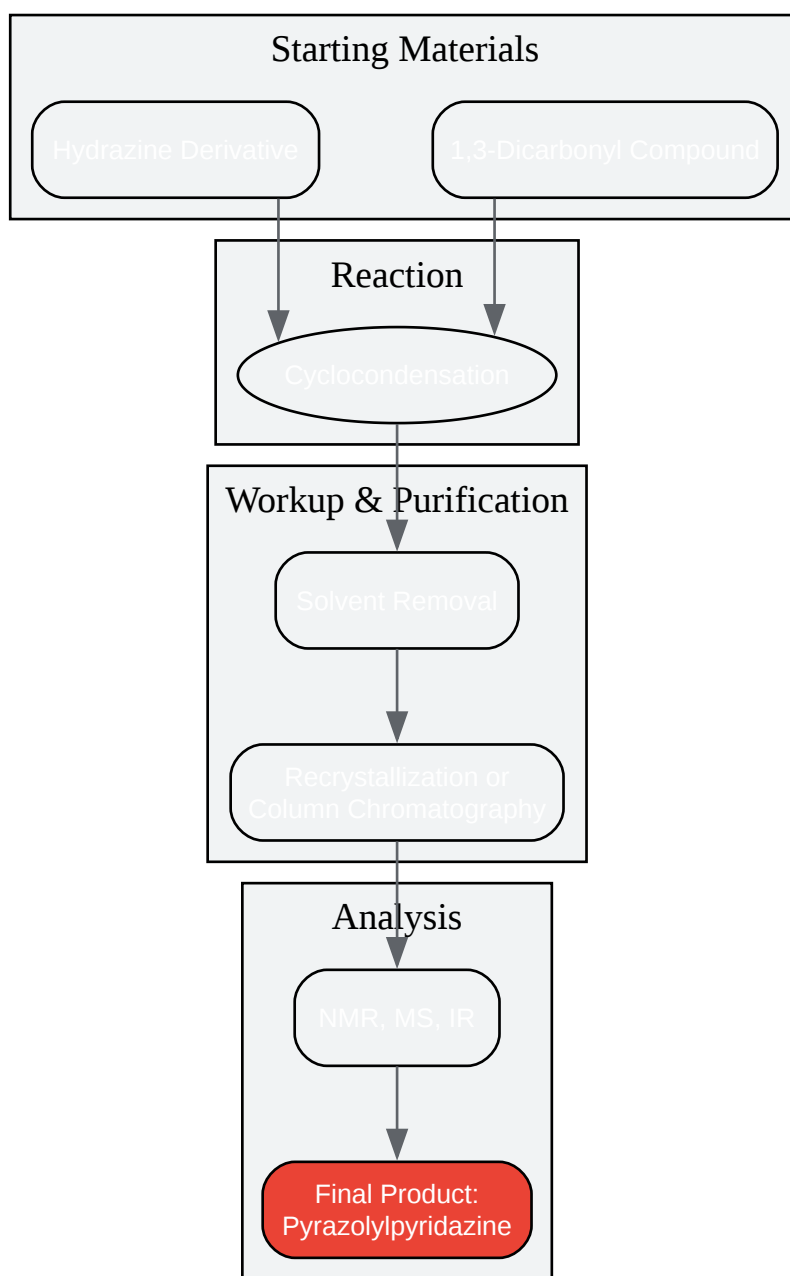 Starting Materials
Hydrazine Derivative
1,3-Dicarbonyl Compound
Reaction
Cyclocondensation
Workup & Purification
Solvent Removal
Recrystallization or
Column Chromatography
Analysis
NMR, MS, IR
Final Product:
Pyrazolylpyridazine